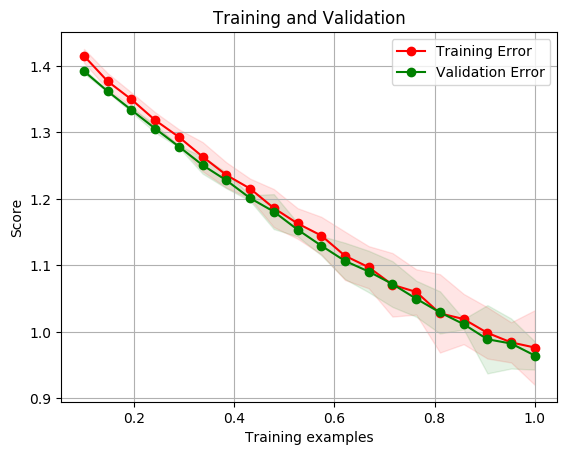 Training and Validation
Training Error
Validation Error
Score
1.4
1.3
1.2
1.1
1.0
0.9
0.2 0.4 0.6 0.8 1.0
Training examples